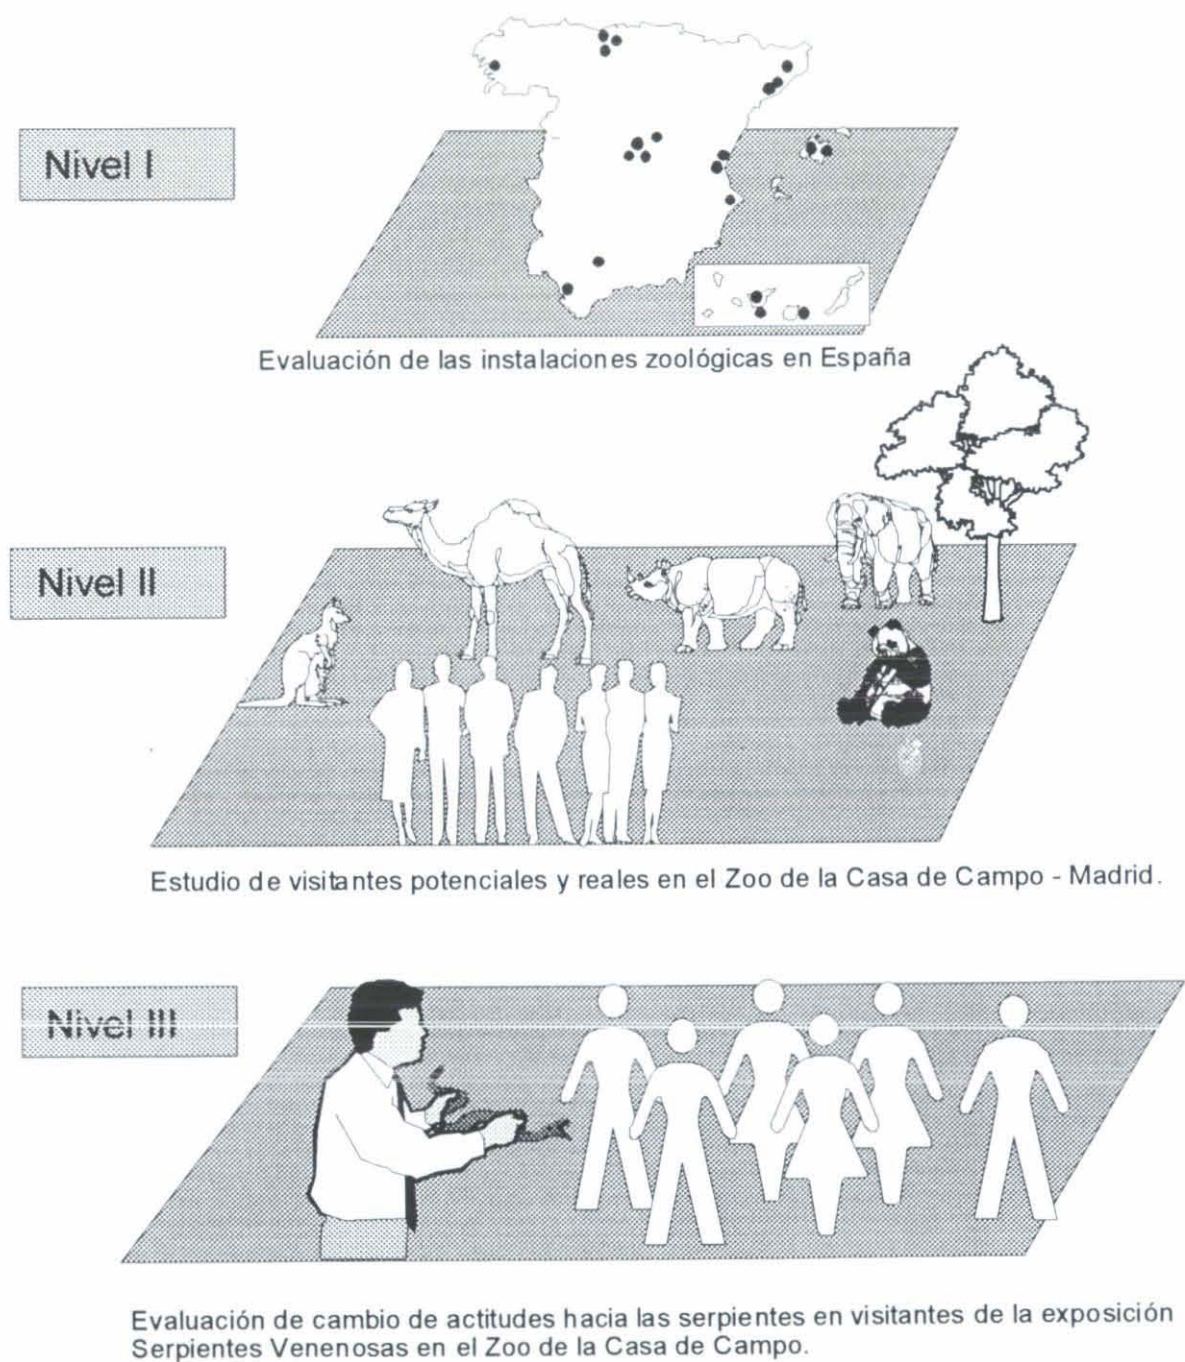 Nivel I
Evaluación de las instalaciones zoológicas en España
Nivel II
Estudio de visitantes potenciales y reales en el Zoo de la Casa de Campo - Madrid.
Nivel III
Evaluación de cambio de actitudes hacia las serpientes en visitantes de la exposición
Serpientes Venenosas en el Zoo de la Casa de Campo.